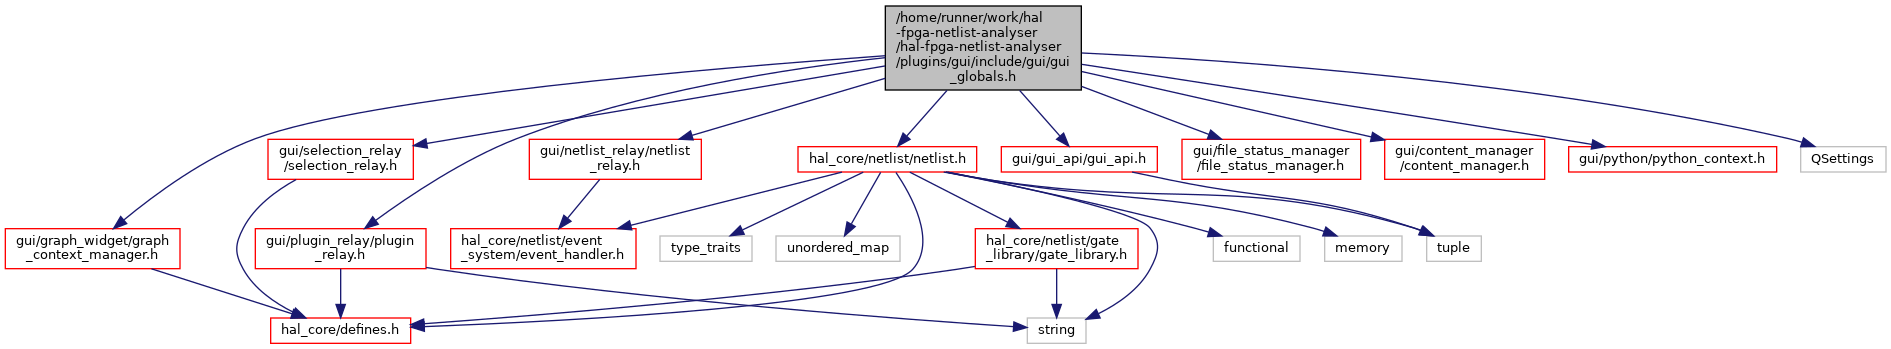 /home/runner/work/hal
-fpga-netlist-analyser
/hal-fpga-netlist-analyser
/plugins/gui/include/gui/gui
_globals.h
gui/selection_relay
/selection_relay.h
gui/netlist_relay/netlist
_relay.h
hal_core/netlist/netlist.h
gui/gui_api/gui_api.h
gui/file_status_manager
/file_status_manager.h
gui/content_manager
/content_manager.h
gui/python/python_context.h
QSettings
gui/graph_widget/graph
_context_manager.h
gui/plugin_relay/plugin
_relay.h
hal_core/netlist/event
_system/event_handler.h
type_traits
unordered_map
hal_core/netlist/gate
_library/gate_library.h
functional
memory
tuple
hal_core/defines.h
string